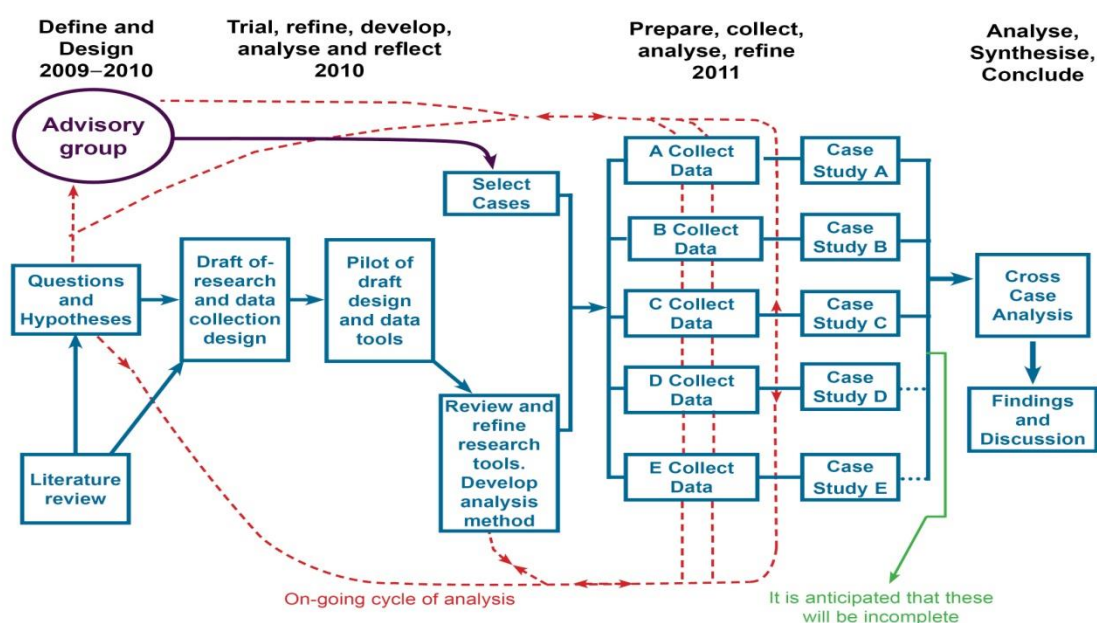 Define and
Design
2009–2010
Trial, refine, develop,
analyse and reflect
2010
Prepare, collect,
analyse, refine
2011
Analyse,
Synthesise,
Conclude
Advisory
group
Select
Cases
A Collect
Data
Case
Study A
B Collect
Data
Case
Study B
Questions
and
Hypotheses
Draft of-
research
and data
collection
design
Pilot of
draft
design
and data
tools
C Collect
Data
Case
Study C
Cross
Case
Analysis
D Collect
Data
Case
Study D
Literature
review
Review and
refine
research
tools.
Develop
analysis
method
E Collect
Data
Case
Study E
Findings
and
Discussion
On-going cycle of analysis
It is anticipated that these
will be incomplete